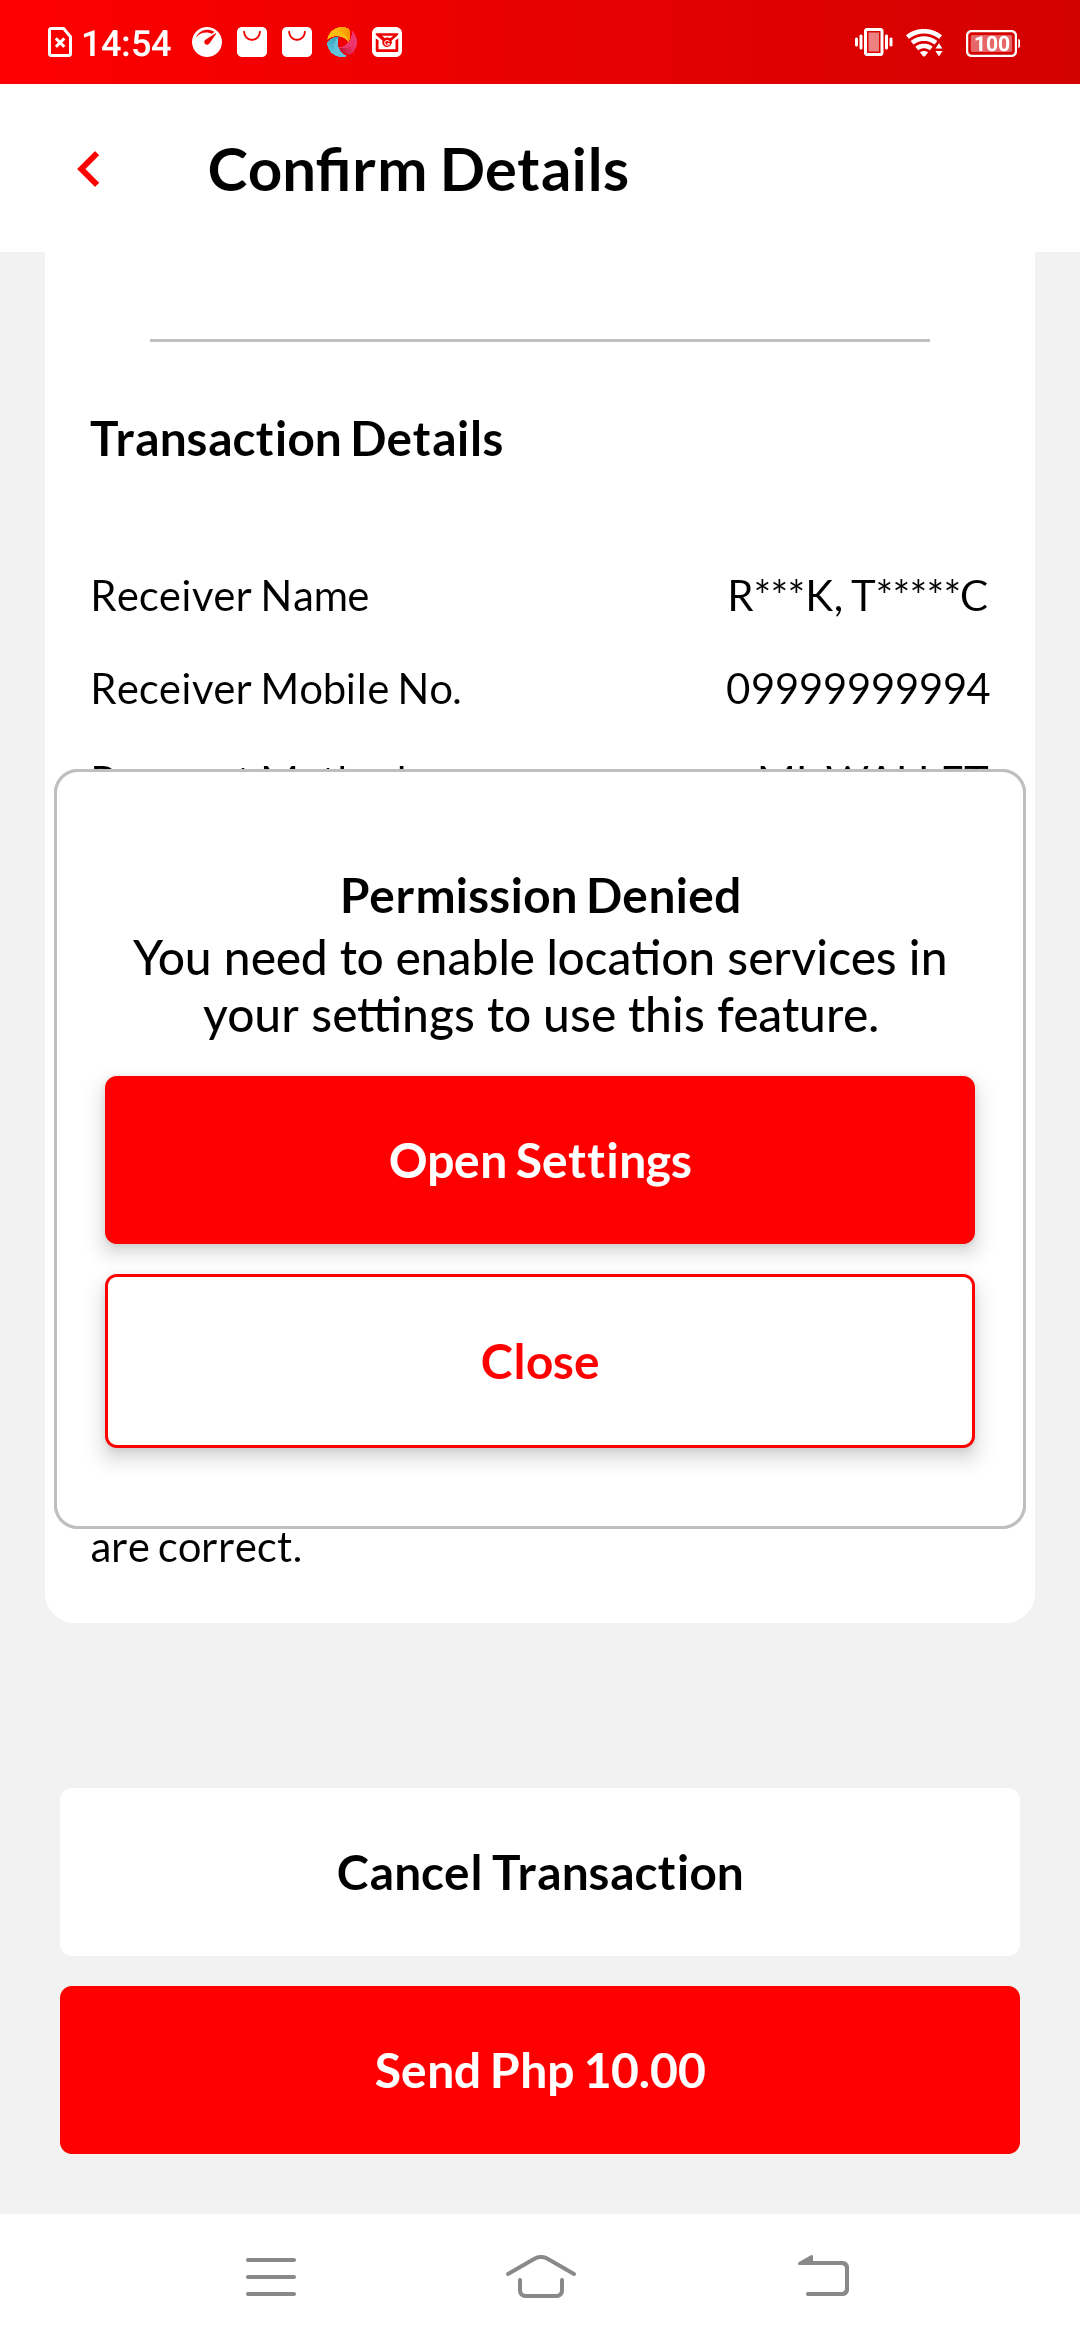 14:54
100
Confirm Details
Transaction Details
Receiver Name R***K, T*****C
Receiver Mobile No. 09999999994
Permission Denied
You need to enable location services in
your settings to use this feature.
Open Settings
Close
are correct.
Cancel Transaction
Send Php 10.00